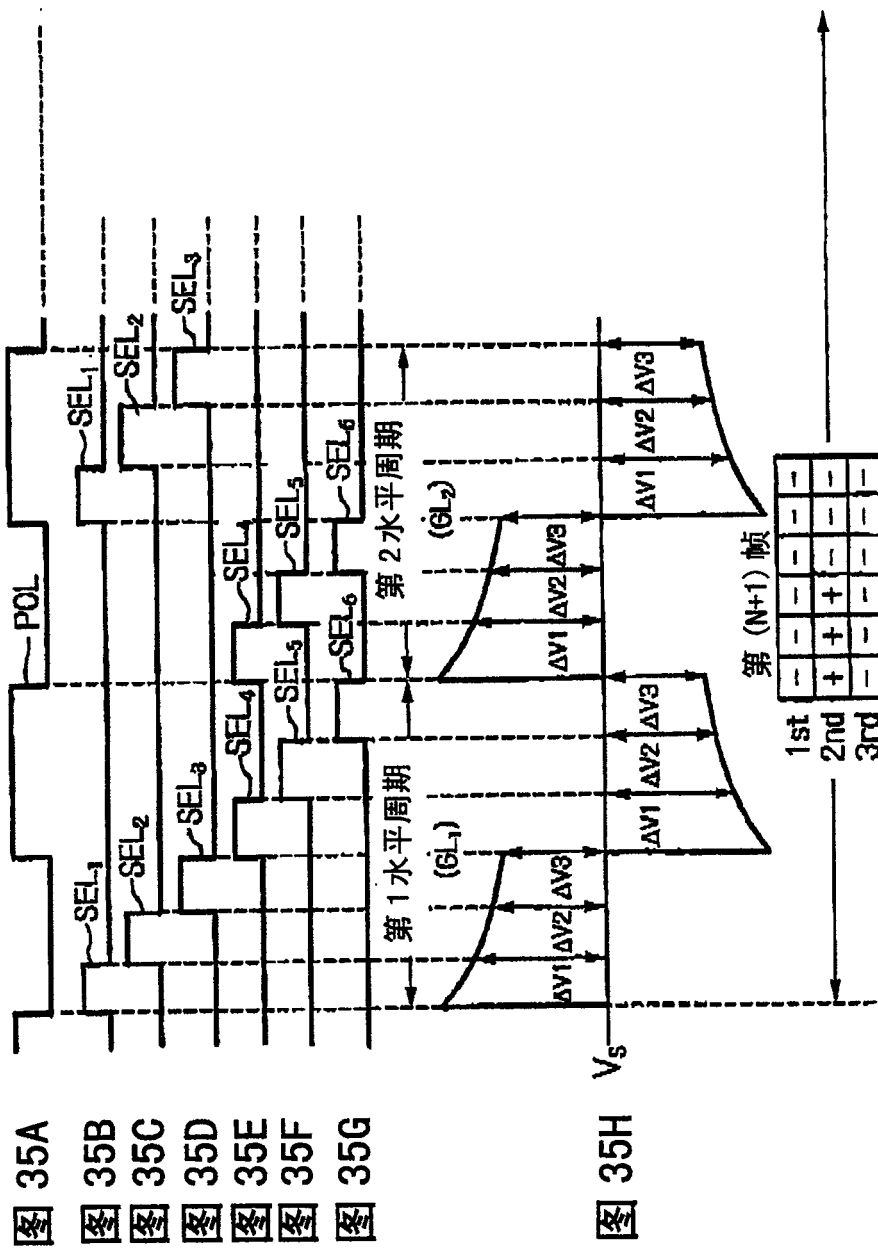 图 35A
POL
图 35B
SEL₁
SEL₁
图 35C
SEL₂
SEL₂
图 35D
SEL₃
SEL₃
图 35E
SEL₄
SEL₄
图 35F
SEL₅
SEL₅
图 35G
SEL₆
SEL₆
第1水平周期
(GL₁)
第2水平周期
(GL₂)
图 35H
Vₛ
ΔV1 ΔV2 ΔV3
ΔV1 ΔV2 ΔV3
ΔV1 ΔV2 ΔV3
ΔV1 ΔV2 ΔV3
第 (N+1) 帧
1st - - - - - -
2nd + + + - - -
3rd - - - - - -